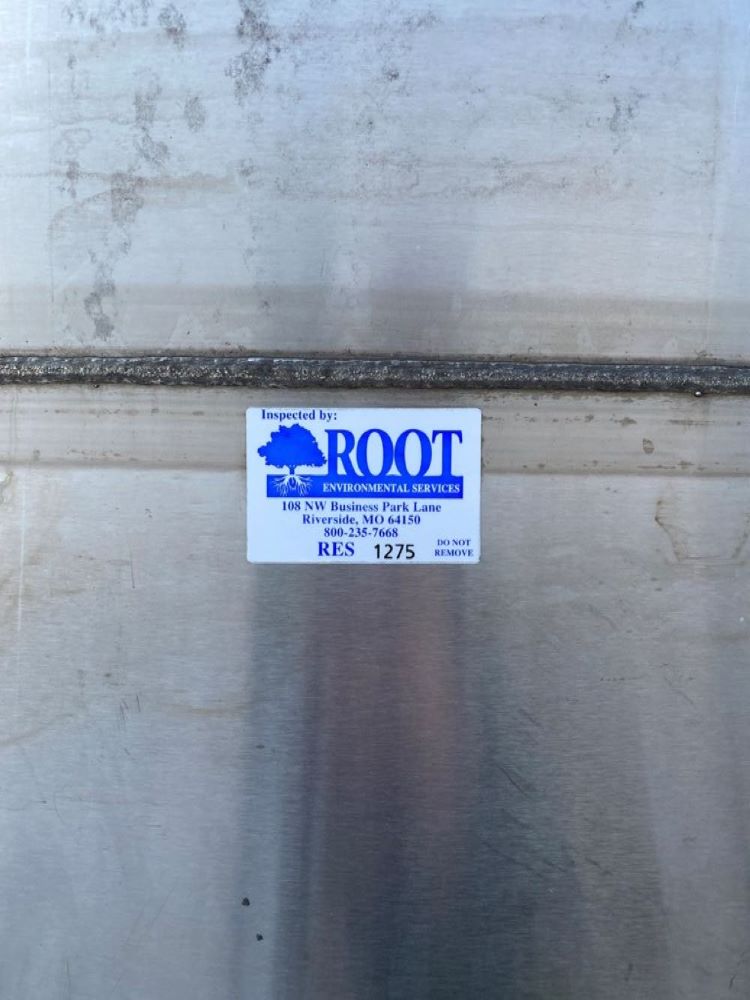 Inspected by:
ROOT
ENVIRONMENTAL SERVICES
108 NW Business Park Lane
Riverside, MO 64150
800-235-7668
RES 1275
DO NOT
REMOVE